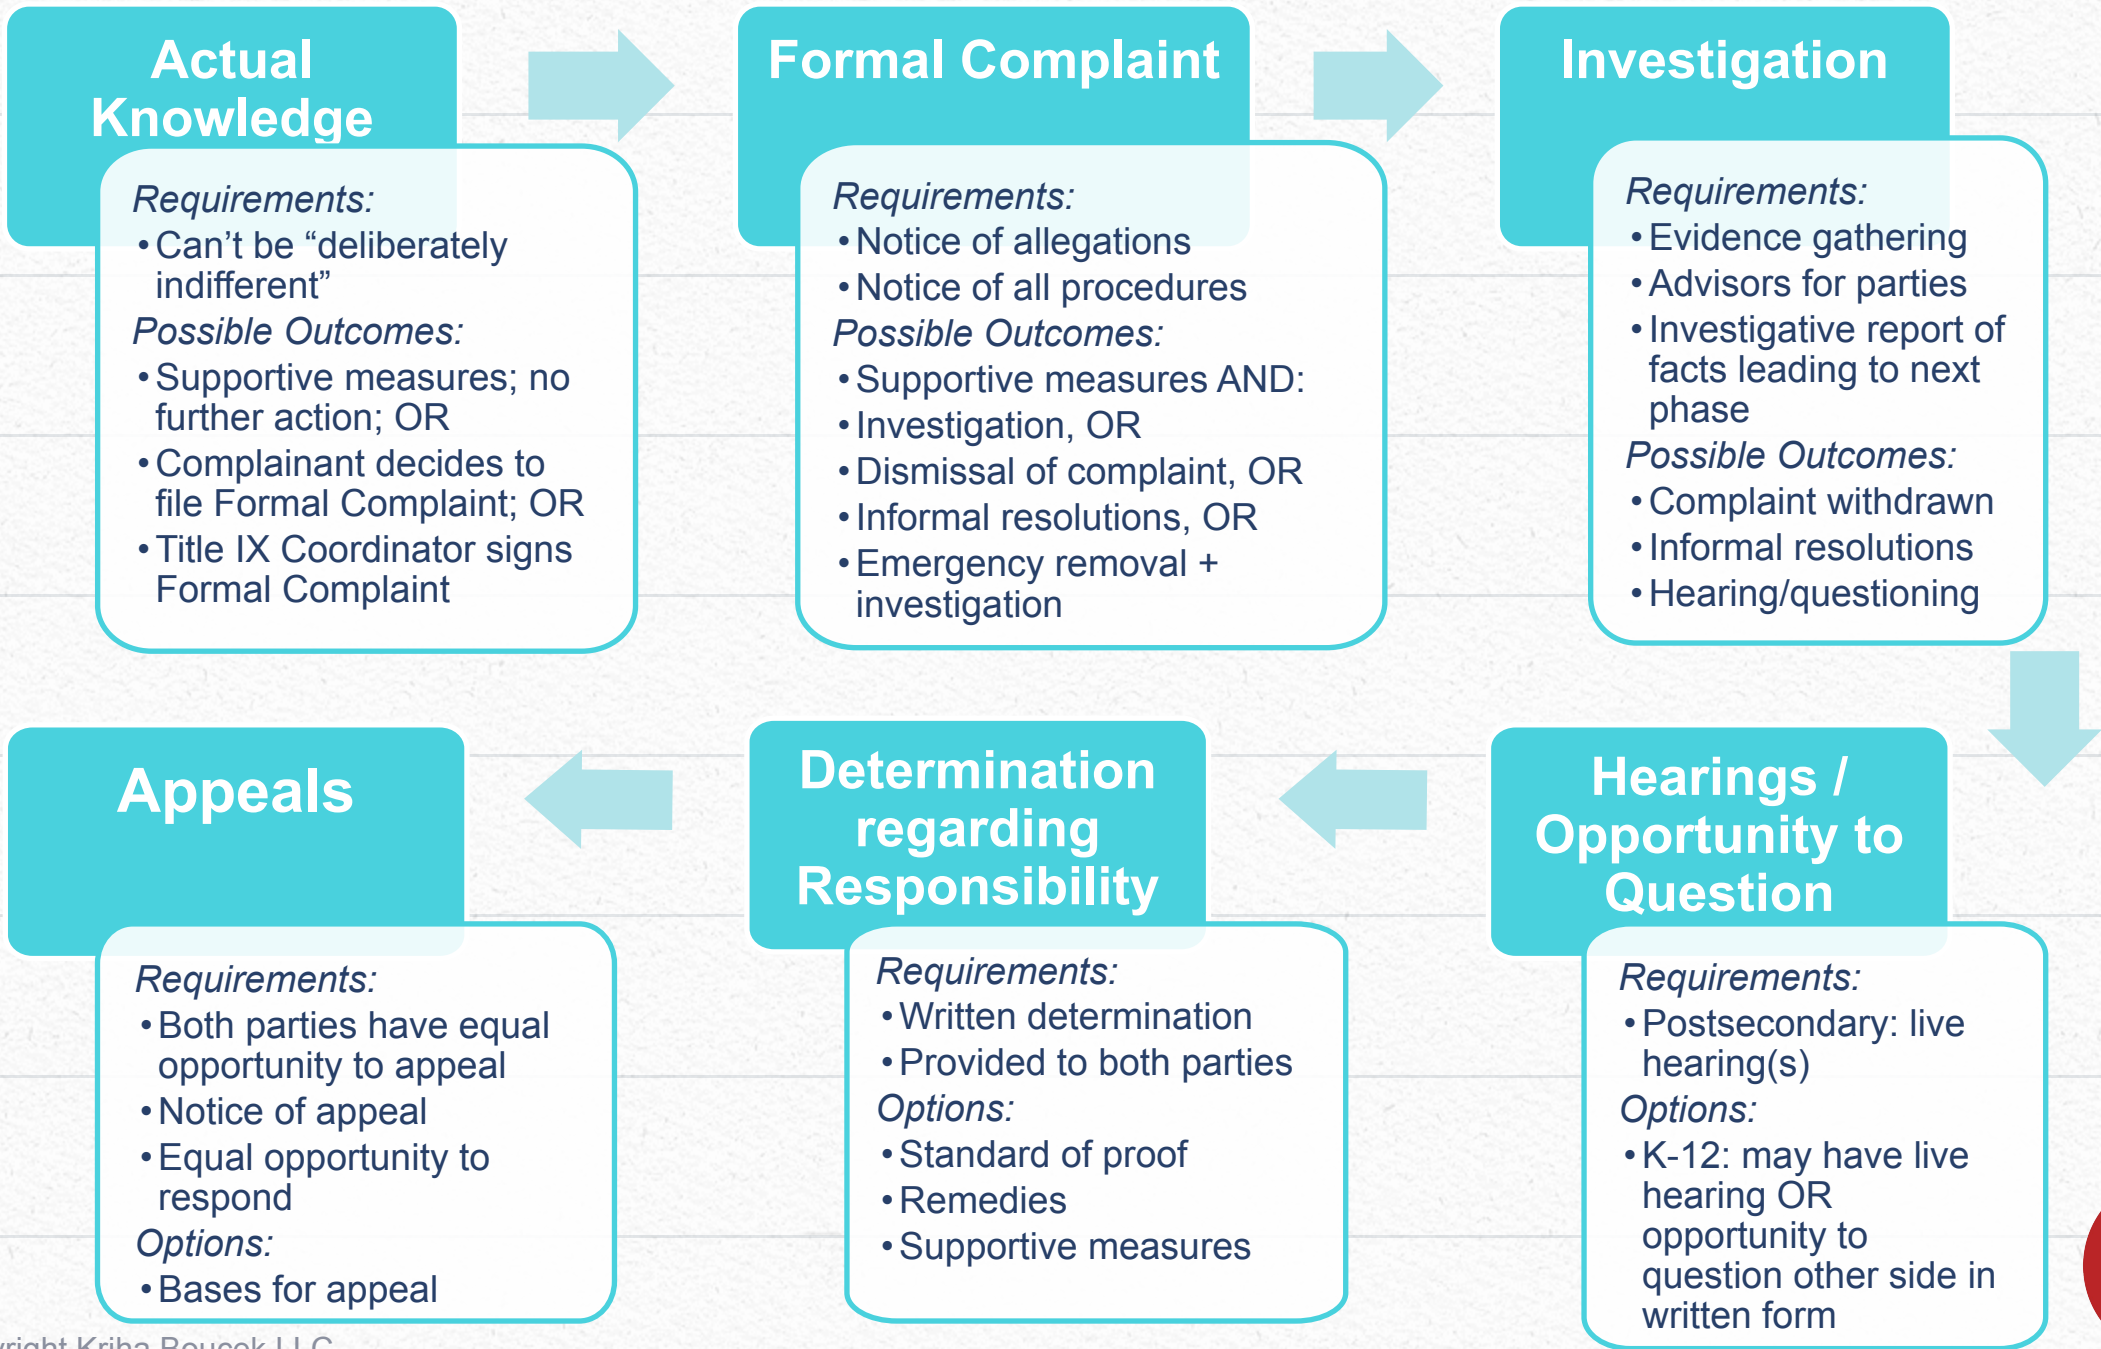 Actual
Knowledge
Requirements:
•Can't be “deliberately
indifferent”
Possible Outcomes:
•Supportive measures; no
further action; OR
•Complainant decides to
file Formal Complaint; OR
•Title IX Coordinator signs
Formal Complaint
Formal Complaint
Requirements:
•Notice of allegations
•Notice of all procedures
Possible Outcomes:
•Supportive measures AND:
•Investigation, OR
•Dismissal of complaint, OR
•Informal resolutions, OR
•Emergency removal +
investigation
Investigation
Requirements:
•Evidence gathering
•Advisors for parties
•Investigative report of
facts leading to next
phase
Possible Outcomes:
•Complaint withdrawn
•Informal resolutions
•Hearing/questioning
Hearings /
Opportunity to
Question
Requirements:
•Postsecondary: live
hearing(s)
Options:
•K-12: may have live
hearing OR
opportunity to
question other side in
written form
Determination
regarding
Responsibility
Requirements:
•Written determination
•Provided to both parties
Options:
•Standard of proof
•Remedies
•Supportive measures
Appeals
Requirements:
•Both parties have equal
opportunity to appeal
•Notice of appeal
•Equal opportunity to
respond
Options:
•Bases for appeal
Kriha Boucek LLC